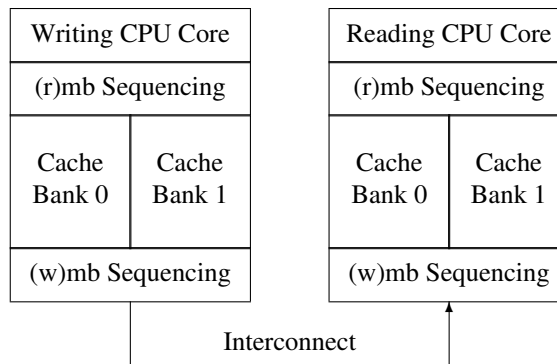 Writing CPU Core
(r)mb Sequencing
Cache
Bank 0
Cache
Bank 1
(w)mb Sequencing
Reading CPU Core
(r)mb Sequencing
Cache
Bank 0
Cache
Bank 1
(w)mb Sequencing
Interconnect